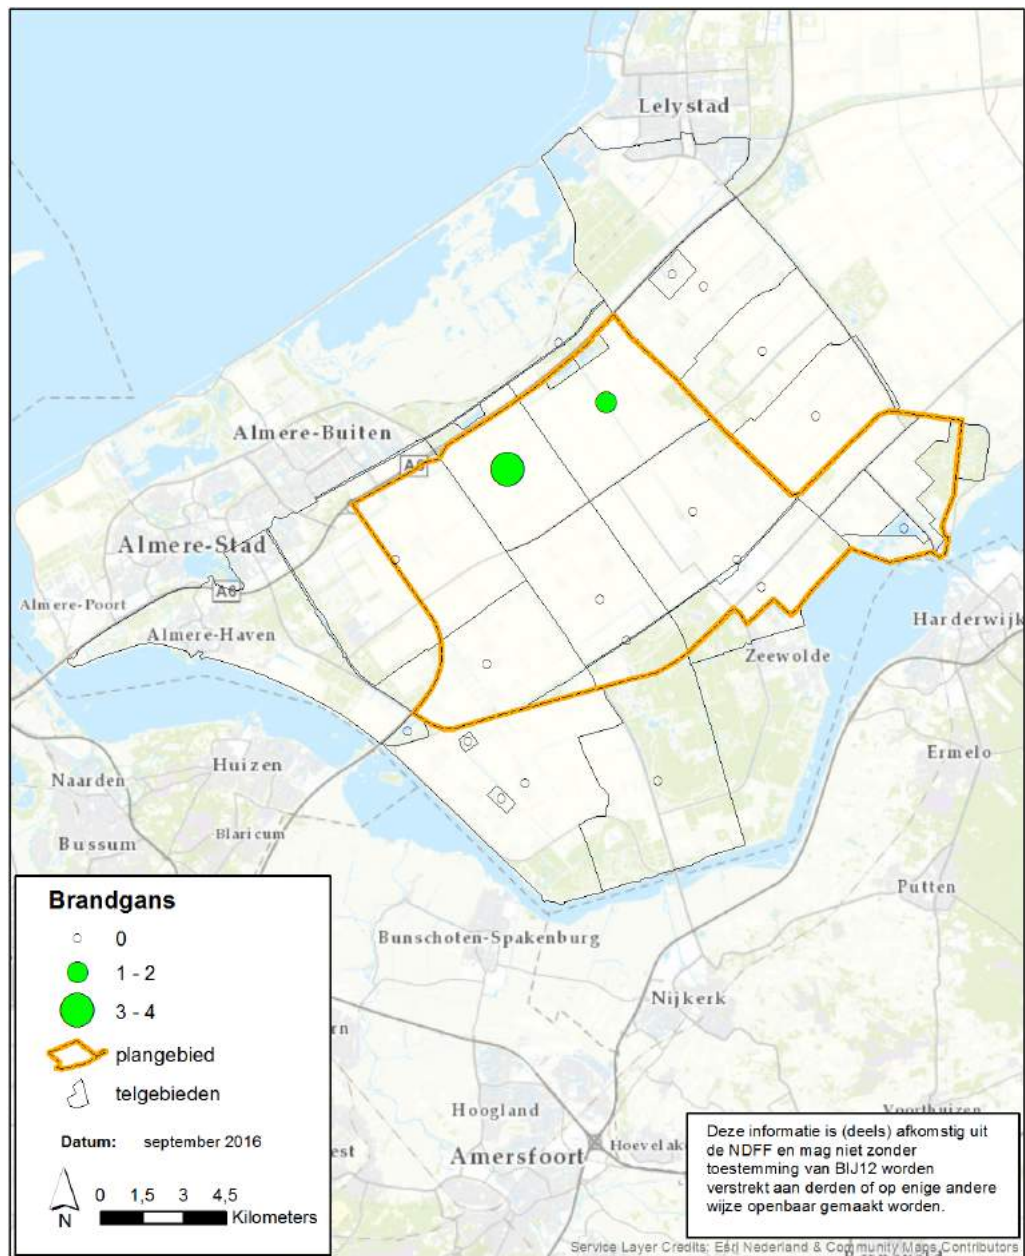 Lelystad
Almere-Buiten
A6
Almere-Stad
A6
Almere-Poort
Almere-Haven
Harderwijk
Zeewolde
Ermelo
Naarden
Huizen
Bussum
Blaricum
Putten
Bunschoten-Spakenburg
Nijkerk
Hoogland
Voorthuizen
Amersfoort
Hoevelak
rn
est
Brandgans
0
1 - 2
3 - 4
plangebied
telgebieden
Datum: september 2016
0 1,5 3 4,5
Kilometers
N
Deze informatie is (deels) afkomstig uit
de NDFF en mag niet zonder
toestemming van BIJ12 worden
verstrekt aan derden of op enige andere
wijze openbaar gemaakt worden.
Service Layer Credits: Esri Nederland & Community Maps Contributors